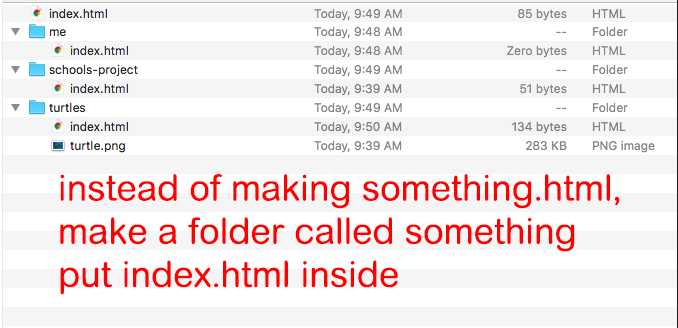 index.html Today, 9:49 AM 85 bytes HTML
me Today, 9:48 AM -- Folder
index.html Today, 9:48 AM Zero bytes HTML
schools-project Today, 9:49 AM -- Folder
index.html Today, 9:39 AM 51 bytes HTML
turtles Today, 9:49 AM -- Folder
index.html Today, 9:50 AM 134 bytes HTML
turtle.png Today, 9:39 AM 283 KB PNG image
instead of making something.html,
make a folder called something
put index.html inside